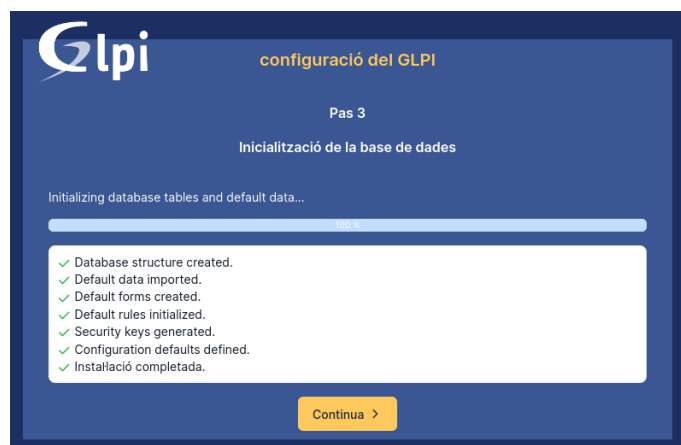 Glpi
configuració del GLPI
Pas 3
Inicialització de la base de dades
Initializing database tables and default data...
100 %
Database structure created.
Default data imported.
Default forms created.
Default rules initialized.
Security keys generated.
Configuration defaults defined.
Instal·lació completada.
Continua